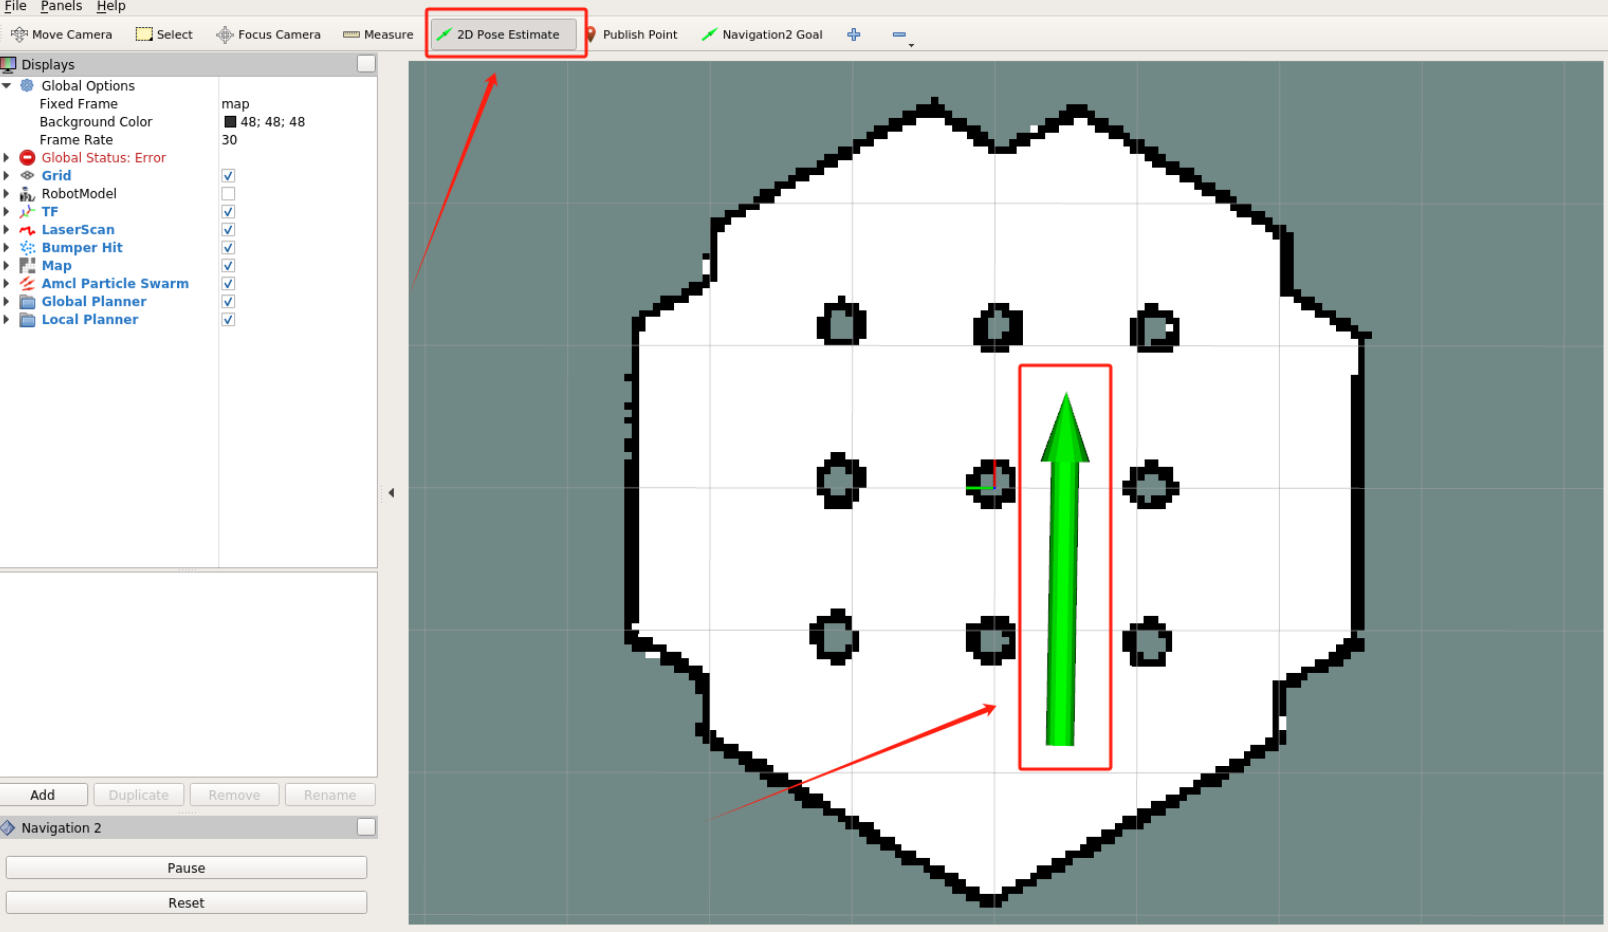 File Panels Help
Move Camera Select Focus Camera Measure 2D Pose Estimate Publish Point Navigation2 Goal
Displays
Global Options
Fixed Frame map
Background Color 48; 48; 48
Frame Rate 30
Global Status: Error
Grid
RobotModel
TF
LaserScan
Bumper Hit
Map
Amcl Particle Swarm
Global Planner
Local Planner
Add Duplicate Remove Rename
Navigation 2
Pause
Reset